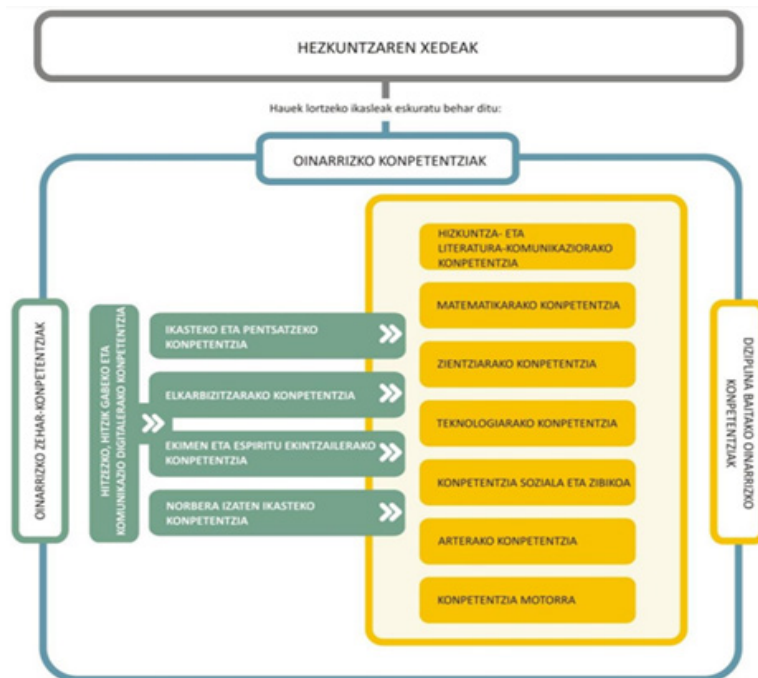 HEZKUNTZAREN XEDEAK
Hauek lortzeko ikasleak eskuratu behar ditu:
OINARRIZKO KONPETENTZIAK
OINARRIZKO ZEHAR-KONPETENTZIAK
HITZEZKO, HITZIK GABEKO ETA
KOMUNIKAZIO DIGITALERAKO KONPETENTZIA
IKASTEKO ETA PENTSATZEKO
KONPETENTZIA
ELKARBIZITZARAKO KONPETENTZIA
EKIMEN ETA ESPIRITU EKINTZAILERAKO
KONPETENTZIA
NORBERA IZATEN IKASTEKO
KONPETENTZIA
HIZKUNTZA- ETA
LITERATURA-KOMUNIKAZIORAKO
KONPETENTZIA
MATEMATIKARAKO KONPETENTZIA
ZIENTZIARAKO KONPETENTZIA
TEKNOLOGIARAKO KONPETENTZIA
KONPETENTZIA SOZIALA ETA ZIBIKOA
ARTERAKO KONPETENTZIA
KONPETENTZIA MOTORRA
DIZIPLINA BAITAKO OINARRIZKO
KONPETENTZIAK